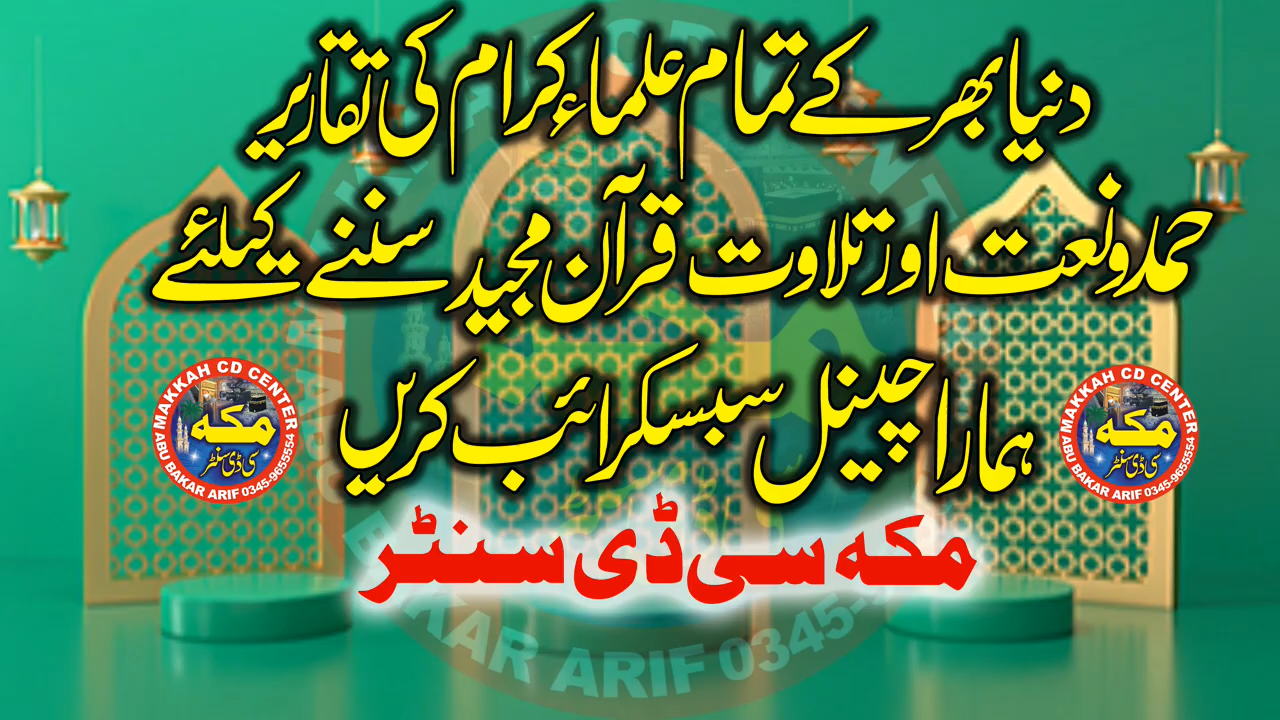 دنیا بھر کے تمام علماء کرام کی تقاریر
حمد و نعت اور تلاوت قرآن مجید سننے کیلئے
ہمارا چینل سبسکرائب کریں
مکہ سی ڈی سنٹر
MAKKAH CD CENTER
مکہ
سی ڈی سنٹر
ABU BAKAR ARIF 0345-9655554
MAKKAH CD CENTER
مکہ
سی ڈی سنٹر
ABU BAKAR ARIF 0345-9655554